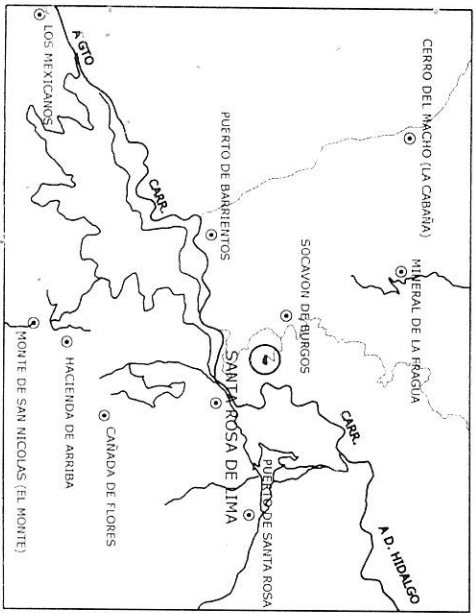 CERRO DEL MACHO (LA CABAÑA)
MINERAL DE LA FRAGUA
A D. HIDALGO
CARR.
SOCAVON DE BURGOS
PUERTO DE BARRIENTOS
PUERTO DE SANTA ROSA
SANTA ROSA DE LIMA
CARR.
A GTO
LOS MEXICANOS
CAÑADA DE FLORES
HACIENDA DE ARRIBA
MONTE DE SAN NICOLAS (EL MONTE)